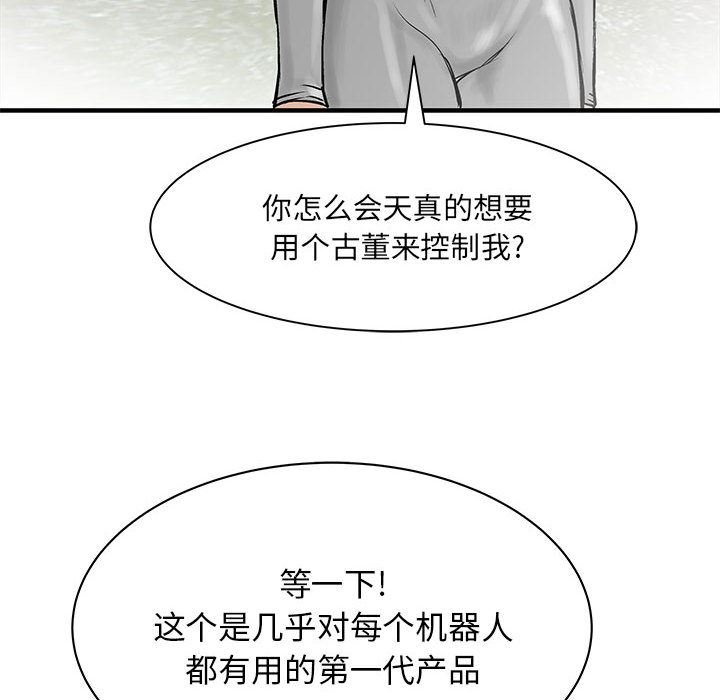 你怎么会天真的想要
用个古董来控制我?
等一下!
这个是几乎对每个机器人
都有用的第一代产品